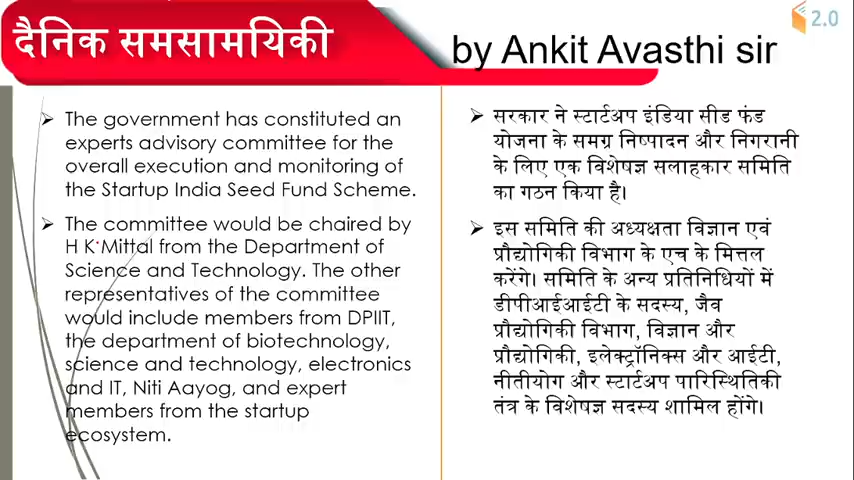 दैनिक समसामयिकी
by Ankit Avasthi sir
2.0
The government has constituted an
experts advisory committee for the
overall execution and monitoring of
the Startup India Seed Fund Scheme.
The committee would be chaired by
H K Mittal from the Department of
Science and Technology. The other
representatives of the committee
would include members from DPIIT,
the department of biotechnology,
science and technology, electronics
and IT, Niti Aayog, and expert
members from the startup
ecosystem.
सरकार ने स्टार्टअप इंडिया सीड फंड
योजना के समग्र निष्पादन और निगरानी
के लिए एक विशेषज्ञ सलाहकार समिति
का गठन किया है।
इस समिति की अध्यक्षता विज्ञान एवं
प्रौद्योगिकी विभाग के एच के मित्तल
करेंगे। समिति के अन्य प्रतिनिधियों में
डीपीआईआईटी के सदस्य, जैव
प्रौद्योगिकी विभाग, विज्ञान और
प्रौद्योगिकी, इलेक्ट्रॉनिक्स और आईटी,
नीतीयोग और स्टार्टअप पारिस्थितिकी
तंत्र के विशेषज्ञ सदस्य शामिल होंगे।